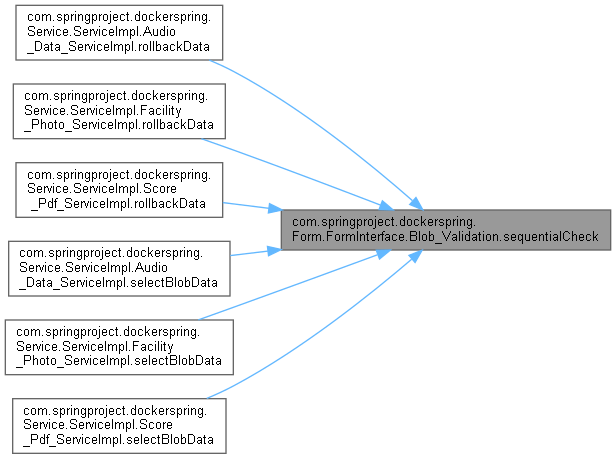 com.springproject.dockerspring.
Service.ServiceImpl.Audio
_Data_ServiceImpl.rollbackData
com.springproject.dockerspring.
Service.ServiceImpl.Facility
_Photo_ServiceImpl.rollbackData
com.springproject.dockerspring.
Service.ServiceImpl.Score
_Pdf_ServiceImpl.rollbackData
com.springproject.dockerspring.
Form.FormInterface.Blob_Validation.sequentialCheck
com.springproject.dockerspring.
Service.ServiceImpl.Audio
_Data_ServiceImpl.selectBlobData
com.springproject.dockerspring.
Service.ServiceImpl.Facility
_Photo_ServiceImpl.selectBlobData
com.springproject.dockerspring.
Service.ServiceImpl.Score
_Pdf_ServiceImpl.selectBlobData